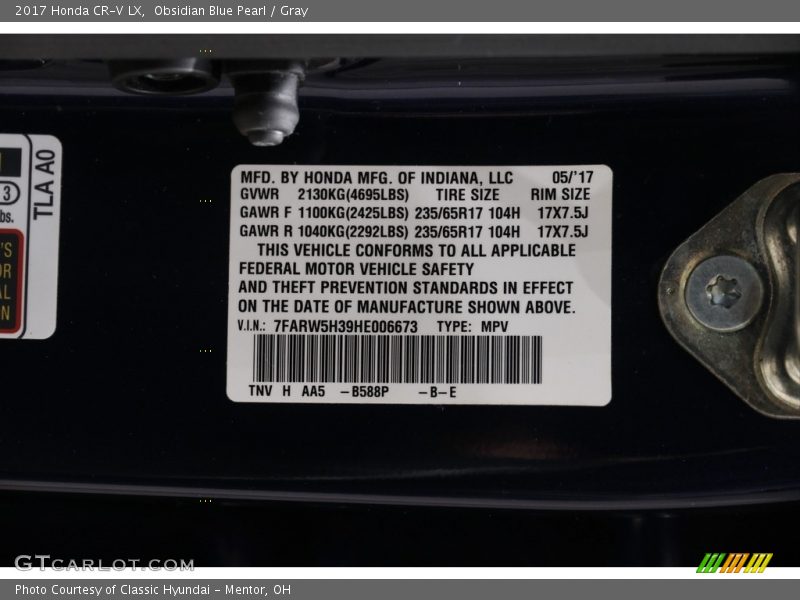 2017 Honda CR-V LX, Obsidian Blue Pearl / Gray
MFD. BY HONDA MFG. OF INDIANA, LLC 05/'17
GVWR 2130KG(4695LBS) TIRE SIZE RIM SIZE
GAWR F 1100KG(2425LBS) 235/65R17 104H 17X7.5J
GAWR R 1040KG(2292LBS) 235/65R17 104H 17X7.5J
THIS VEHICLE CONFORMS TO ALL APPLICABLE
FEDERAL MOTOR VEHICLE SAFETY
AND THEFT PREVENTION STANDARDS IN EFFECT
ON THE DATE OF MANUFACTURE SHOWN ABOVE.
V.I.N.: 7FARW5H39HE006673 TYPE: MPV
TNV H AA5 -B588P -B-E
TLA A0
3
bs.
GTCARLOT.COM
Photo Courtesy of Classic Hyundai - Mentor, OH